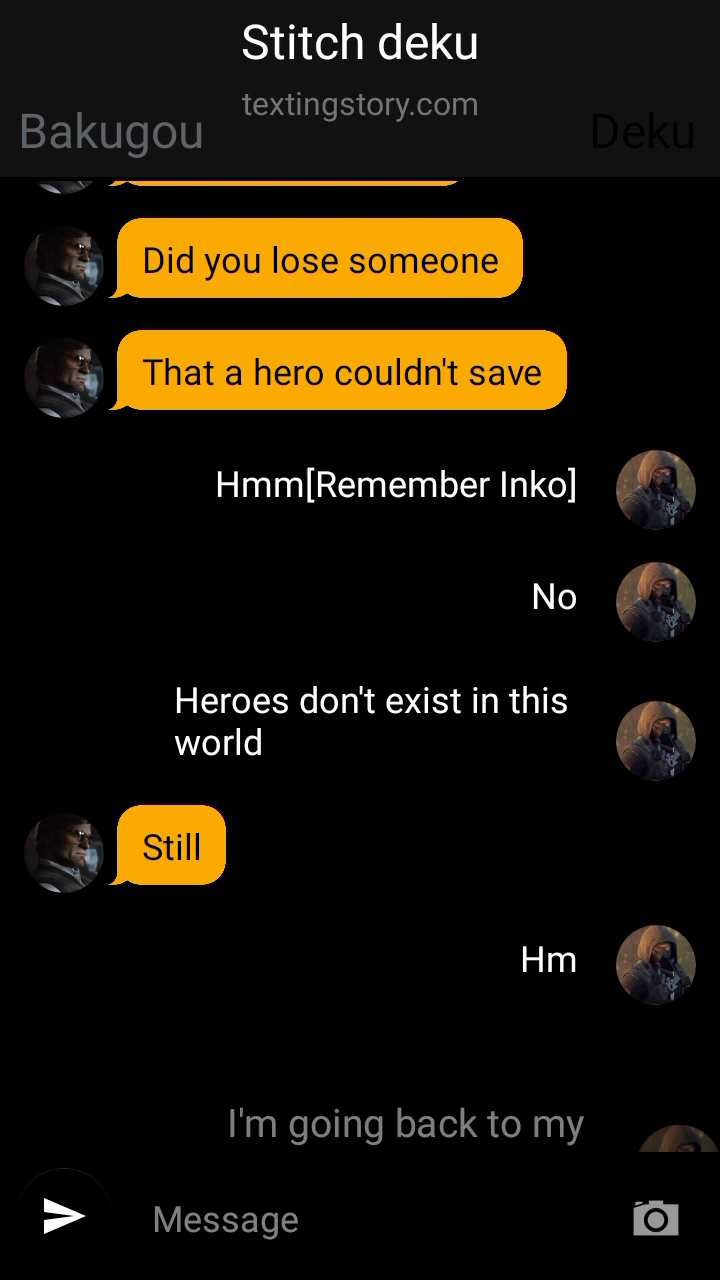 Stitch deku
textingstory.com
Bakugou
Deku
Did you lose someone
That a hero couldn't save
Hmm[Remember Inko]
No
Heroes don't exist in this
world
Still
Hm
I'm going back to my
Message